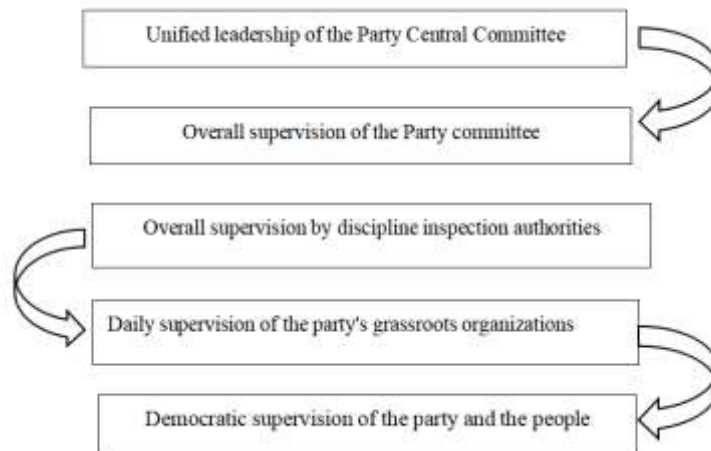 Unified leadership of the Party Central Committee
Overall supervision of the Party committee
Overall supervision by discipline inspection authorities
Daily supervision of the party's grassroots organizations
Democratic supervision of the party and the people